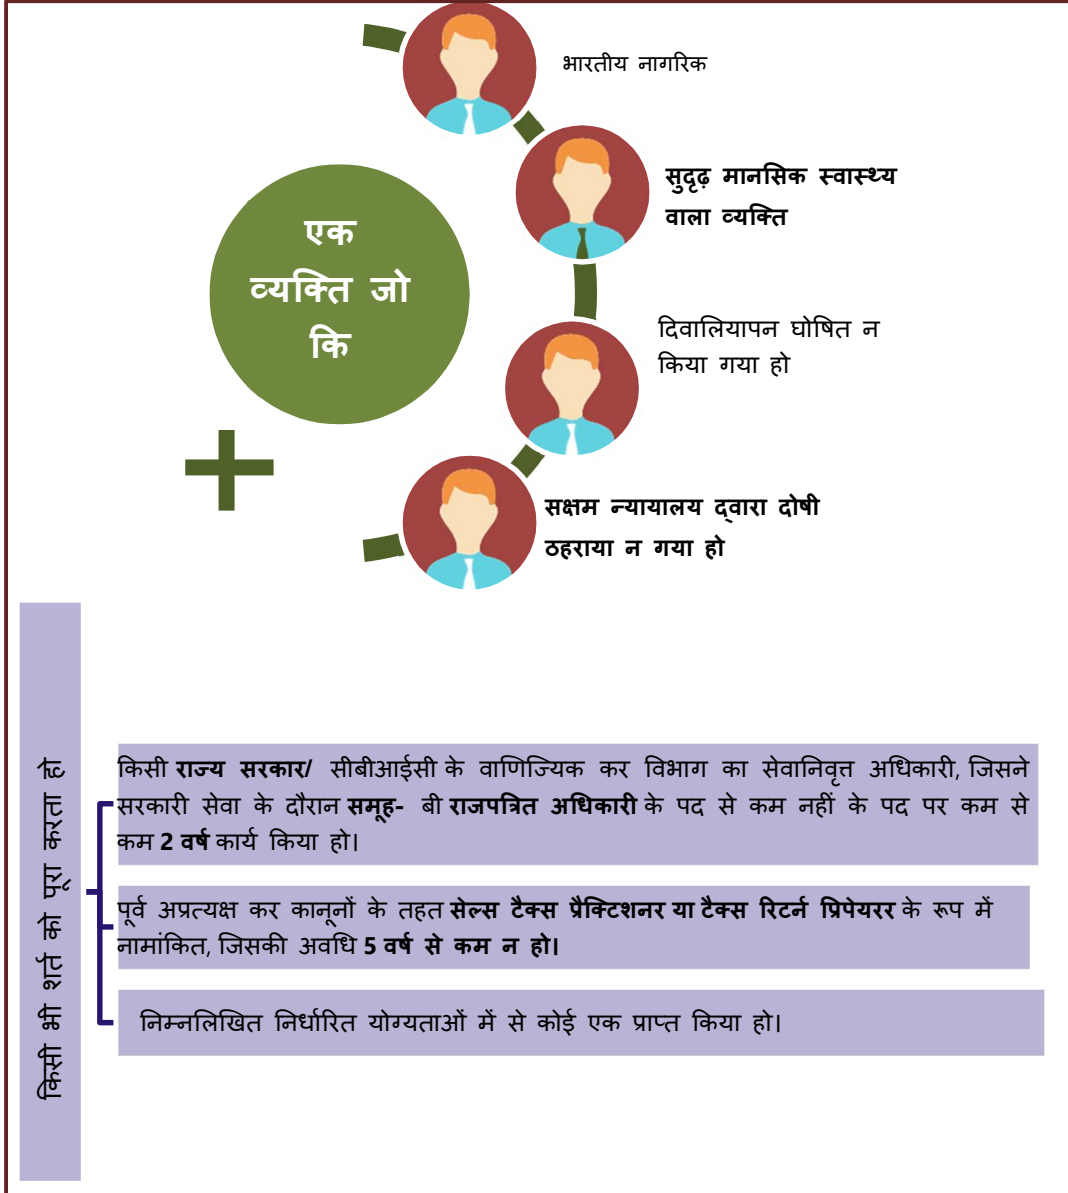 भारतीय नागरिक
सुदृढ़ मानसिक स्वास्थ्य
वाला व्यक्ति
एक
व्यक्ति जो
कि
दिवालियापन घोषित न
किया गया हो
सक्षम न्यायालय द्वारा दोषी
ठहराया न गया हो
किसी भी शर्त को पूरा करता हो
किसी राज्य सरकार/ सीबीआईसी के वाणिज्यिक कर विभाग का सेवानिवृत्त अधिकारी, जिसने
सरकारी सेवा के दौरान समूह- बी राजपत्रित अधिकारी के पद से कम नहीं के पद पर कम से
कम 2 वर्ष कार्य किया हो।
पूर्व अप्रत्यक्ष कर कानूनों के तहत सेल्स टैक्स प्रैक्टिशनर या टैक्स रिटर्न प्रिपेयरर के रूप में
नामांकित, जिसकी अवधि 5 वर्ष से कम न हो।
निम्नलिखित निर्धारित योग्यताओं में से कोई एक प्राप्त किया हो।